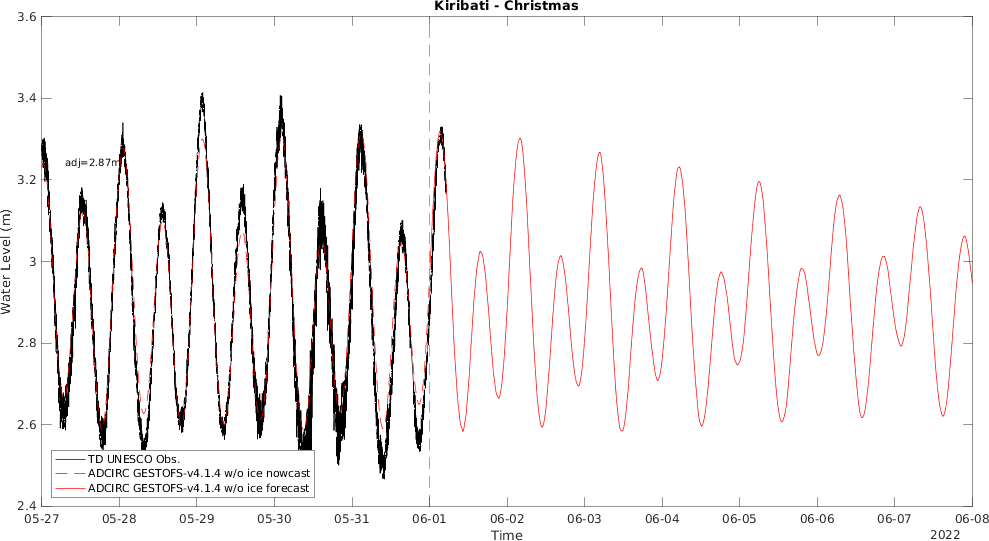 Kiribati - Christmas
3.6
3.4
3.2
3
2.8
2.6
2.4
Water Level (m)
adj=2.87m
TD UNESCO Obs.
ADCIRC GESTOFS-v4.1.4 w/o ice nowcast
ADCIRC GESTOFS-v4.1.4 w/o ice forecast
05-27 05-28 05-29 05-30 05-31 06-01 06-02 06-03 06-04 06-05 06-06 06-07 06-08
Time
2022